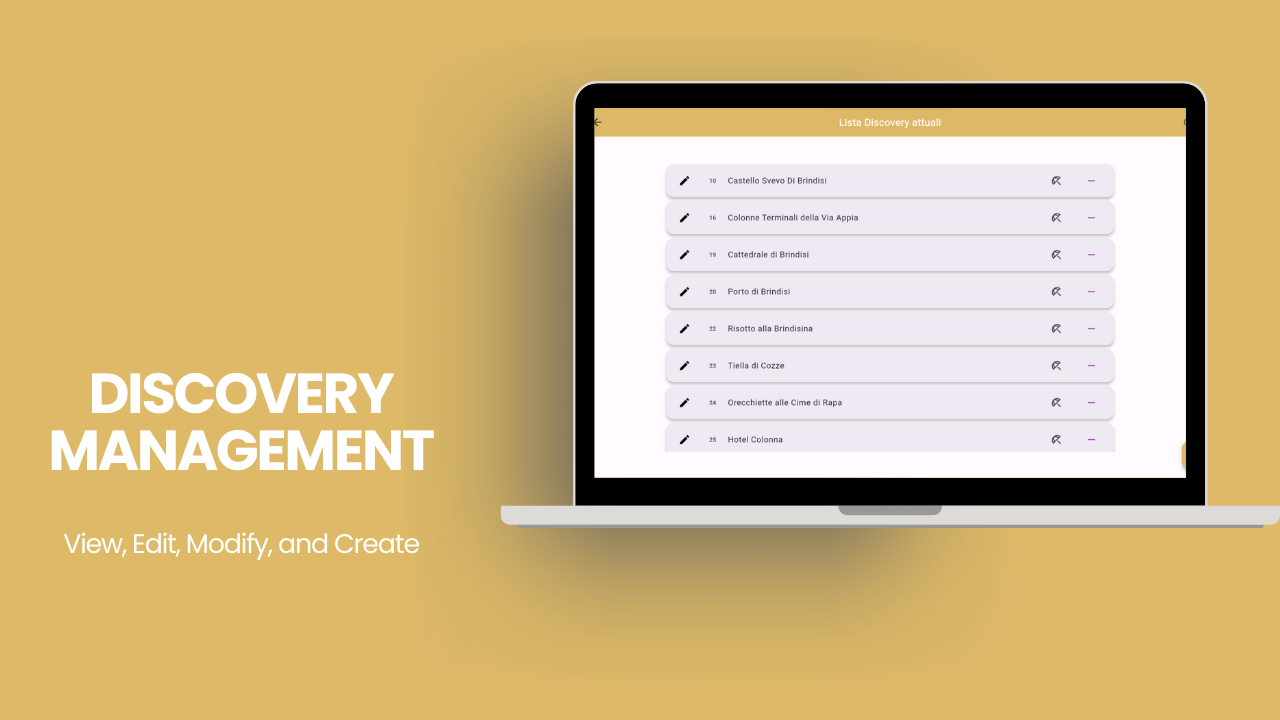 DISCOVERY
MANAGEMENT
View, Edit, Modify, and Create
Lista Discovery attuali
10 Castello Svevo Di Brindisi
16 Colonne Terminali della Via Appia
19 Cattedrale di Brindisi
20 Porto di Brindisi
22 Risotto alla Brindisina
23 Tiella di Cozze
24 Orecchiette alle Cime di Rapa
25 Hotel Colonna